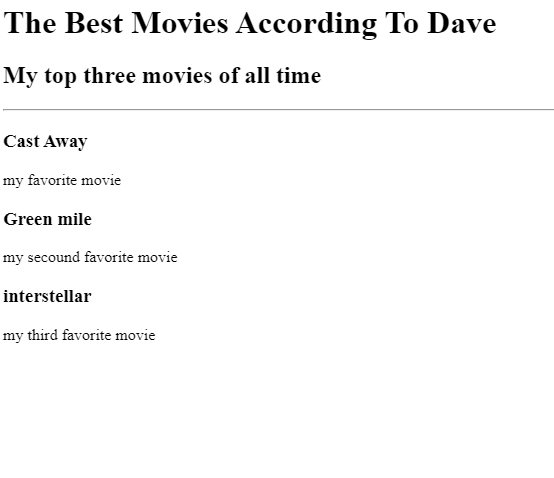 The Best Movies According To Dave
My top three movies of all time
Cast Away
my favorite movie
Green mile
my secound favorite movie
interstellar
my third favorite movie